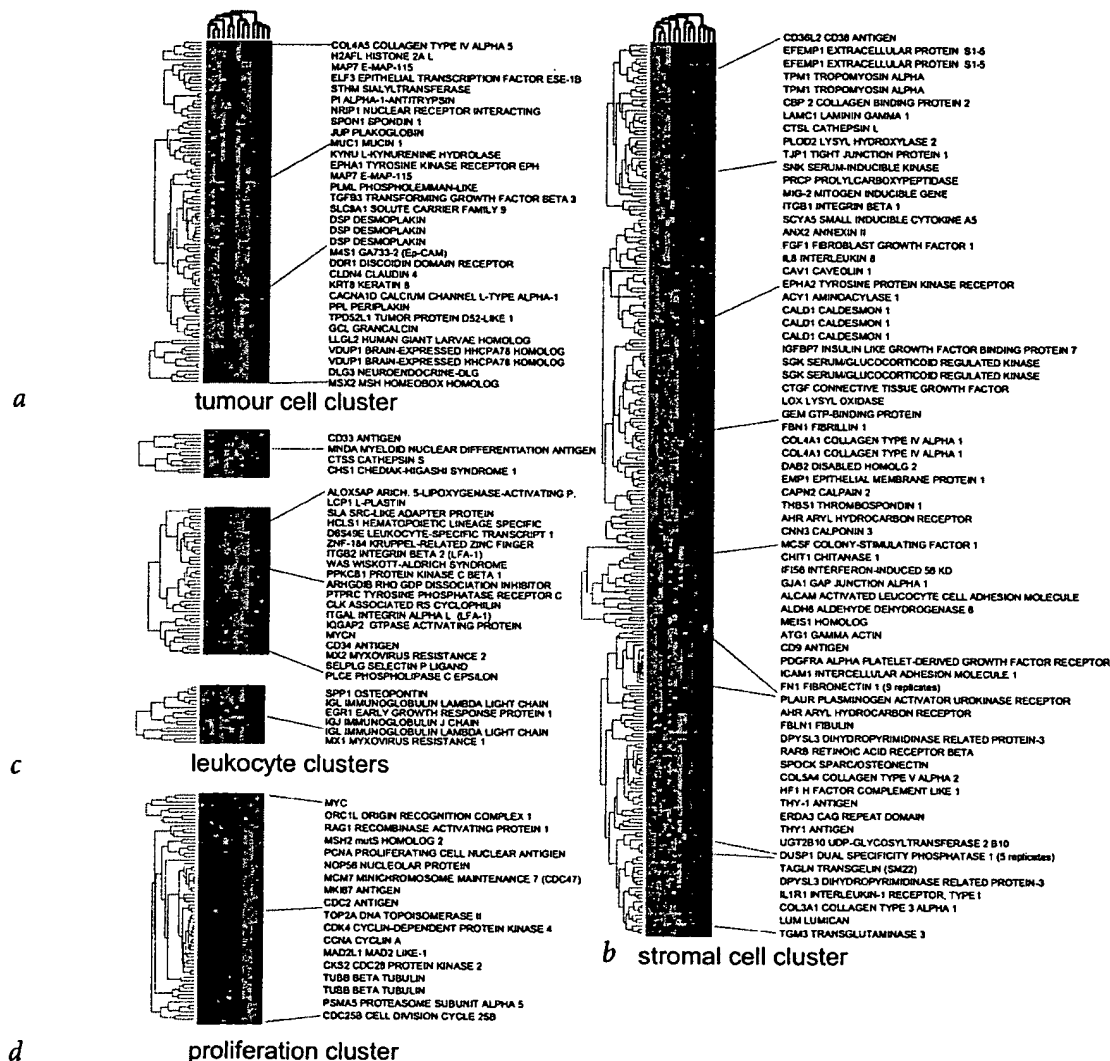 a
COL4A5 COLLAGEN TYPE IV ALPHA 5
H2AFL HISTONE 2A L
MAP7 E-MAP-115
ELF3 EPITHELIAL TRANSCRIPTION FACTOR ESE-1B
STHM SIALYLTRANSFERASE
PI ALPHA-1-ANTITRYPSIN
NRIP1 NUCLEAR RECEPTOR INTERACTING
SPON1 SPONDIN 1
JUP PLAKOGLOBIN
MUC1 MUCIN 1
KYNU L-KYNURENINE HYDROLASE
EPHA1 TYROSINE KINASE RECEPTOR EPH
MAP7 E-MAP-115
PLML PHOSPHOLEMMAN-LIKE
TGFB3 TRANSFORMING GROWTH FACTOR BETA 3
SLC9A1 SOLUTE CARRIER FAMILY 9
DSP DESMOPLAKIN
DSP DESMOPLAKIN
DSP DESMOPLAKIN
M4S1 GA733-2 (Ep-CAM)
DDR1 DISCOIDIN DOMAIN RECEPTOR
CLDN4 CLAUDIN 4
KRT8 KERATIN 8
CACNA1D CALCIUM CHANNEL L-TYPE ALPHA-1
PPL PERIPLAKIN
TPD52L1 TUMOR PROTEIN D52-LIKE 1
GCL GRANCALCIN
LLGL2 HUMAN GIANT LARVAE HOMOLOG
VDUP1 BRAIN-EXPRESSED HHCPA78 HOMOLOG
VDUP1 BRAIN-EXPRESSED HHCPA78 HOMOLOG
DLG3 NEUROENDOCRINE-DLG
MSX2 MSH HOMEOBOX HOMOLOG
a
tumour cell cluster
CD33 ANTIGEN
MNDA MYELOID NUCLEAR DIFFERENTIATION ANTIGEN
CTSS CATHEPSIN S
CHS1 CHEDIAK-HIGASHI SYNDROME 1
ALOX5AP ARICH. 5-LIPOXYGENASE-ACTIVATING P.
LCP1 L-PLASTIN
SLA SRC-LIKE ADAPTER PROTEIN
HCLS1 HEMATOPOIETIC LINEAGE SPECIFIC
D6S49E LEUKOCYTE-SPECIFIC TRANSCRIPT 1
ZNF-184 KRUPPEL-RELATED ZINC FINGER
ITGB2 INTEGRIN BETA 2 (LFA-1)
WAS WISKOTT-ALDRICH SYNDROME
PPKCB1 PROTEIN KINASE C BETA 1
ARHGDIB RHO GDP DISSOCIATION INHIBITOR
PTPRC TYROSINE PHOSPHATASE RECEPTOR C
CLK ASSOCIATED RS CYCLOPHILIN
ITGAL INTEGRIN ALPHA L (LFA-1)
IQGAP2 GTPASE ACTIVATING PROTEIN
MYCN
CD34 ANTIGEN
MX2 MYXOVIRUS RESISTANCE 2
SELPLG SELECTIN P LIGAND
PLCE PHOSPHOLIPASE C EPSILON
SPP1 OSTEOPONTIN
IGL IMMUNOGLOBULIN LAMBDA LIGHT CHAIN
EGR1 EARLY GROWTH RESPONSE PROTEIN 1
IGJ IMMUNOGLOBULIN J CHAIN
IGL IMMUNOGLOBULIN LAMBDA LIGHT CHAIN
MX1 MYXOVIRUS RESISTANCE 1
c
leukocyte clusters
MYC
ORC1L ORIGIN RECOGNITION COMPLEX 1
RAG1 RECOMBINASE ACTIVATING PROTEIN 1
MSH2 mutS HOMOLOG 2
PCNA PROLIFERATING CELL NUCLEAR ANTIGIEN
NOP56 NUCLEOLAR PROTEIN
MCM7 MINICHROMOSOME MAINTENANCE 7 (CDC47)
MKI67 ANTIGEN
CDC2 ANTIGEN
TOP2A DNA TOPOISOMERASE II
CDK4 CYCLIN-DEPENDENT PROTEIN KINASE 4
CCNA CYCLIN A
MAD2L1 MAD2 LIKE-1
CKS2 CDC28 PROTEIN KINASE 2
TUBB BETA TUBULIN
TUBB BETA TUBULIN
PSMA5 PROTEASOME SUBUNIT ALPHA 5
CDC25B CELL DIVISION CYCLE 25B
d
proliferation cluster
CD36L2 CD36 ANTIGEN
EFEMP1 EXTRACELLULAR PROTEIN S1-5
EFEMP1 EXTRACELLULAR PROTEIN S1-5
TPM1 TROPOMYOSIN ALPHA
TPM1 TROPOMYOSIN ALPHA
CBP 2 COLLAGEN BINDING PROTEIN 2
LAMC1 LAMININ GAMMA 1
CTSL CATHEPSIN L
PLOD2 LYSYL HYDROXYLASE 2
TJP1 TIGHT JUNCTION PROTEIN 1
SNK SERUM-INDUCIBLE KINASE
PRCP PROLYLCARBOXYPEPTIDASE
MIG-2 MITOGEN INDUCIBLE GENE
ITGB1 INTEGRIN BETA 1
SCYA5 SMALL INDUCIBLE CYTOKINE A5
ANX2 ANNEXIN II
FGF1 FIBROBLAST GROWTH FACTOR 1
IL8 INTERLEUKIN 8
CAV1 CAVEOLIN 1
EPHA2 TYROSINE PROTEIN KINASE RECEPTOR
ACY1 AMINOACYLASE 1
CALD1 CALDESMON 1
CALD1 CALDESMON 1
CALD1 CALDESMON 1
IGFBP7 INSULIN LIKE GROWTH FACTOR BINDING PROTEIN 7
SGK SERUM/GLUCOCORTICOID REGULATED KINASE
SGK SERUM/GLUCOCORTICOID REGULATED KINASE
CTGF CONNECTIVE TISSUE GROWTH FACTOR
LOX LYSYL OXIDASE
GEM GTP-BINDING PROTEIN
FBN1 FIBRILLIN 1
COL4A1 COLLAGEN TYPE IV ALPHA 1
COL4A1 COLLAGEN TYPE IV ALPHA 1
DAB2 DISABLED HOMOLG 2
EMP1 EPITHELIAL MEMBRANE PROTEIN 1
CAPN2 CALPAIN 2
THBS1 THROMBOSPONDIN 1
AHR ARYL HYDROCARBON RECEPTOR
CNN3 CALPONIN 3
MCSF COLONY-STIMULATING FACTOR 1
CHIT1 CHITANASE 1
IFI56 INTERFERON-INDUCED 56 KD
GJA1 GAP JUNCTION ALPHA 1
ALCAM ACTIVATED LEUCOCYTE CELL ADHESION MOLECULE
ALDH6 ALDEHYDE DEHYDROGENASE 6
MEIS1 HOMOLOG
ATG1 GAMMA ACTIN
CD9 ANTIGEN
PDGFRA ALPHA PLATELET-DERIVED GROWTH FACTOR RECEPTOR
ICAM1 INTERCELLULAR ADHESION MOLECULE 1
FN1 FIBRONECTIN 1 (9 replicates)
PLAUR PLASMINOGEN ACTIVATOR UROKINASE RECEPTOR
AHR ARYL HYDROCARBON RECEPTOR
FBLN1 FIBULIN
DPYSL3 DIHYDROPYRIMIDINASE RELATED PROTEIN-3
RARB RETINOIC ACID RECEPTOR BETA
SPOCK SPARC/OSTEONECTIN
COL5A4 COLLAGEN TYPE V ALPHA 2
HF1 H FACTOR COMPLEMENT LIKE 1
THY-1 ANTIGEN
ERDA3 CAG REPEAT DOMAIN
THY1 ANTIGEN
UGT2B10 UDP-GLYCOSYLTRANSFERASE 2 B10
DUSP1 DUAL SPECIFICITY PHOSPHATASE 1 (5 replicates)
TAGLN TRANSGELIN (SM22)
DPYSL3 DIHYDROPYRIMIDINASE RELATED PROTEIN-3
IL1R1 INTERLEUKIN-1 RECEPTOR, TYPE I
COL3A1 COLLAGEN TYPE 3 ALPHA 1
LUM LUMICAN
TGM3 TRANSGLUTAMINASE 3
b stromal cell cluster